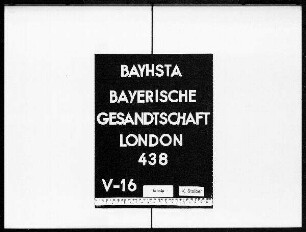 BAYHSTA
BAYERISCHE
GESANDTSCHAFT
LONDON
438
V-16